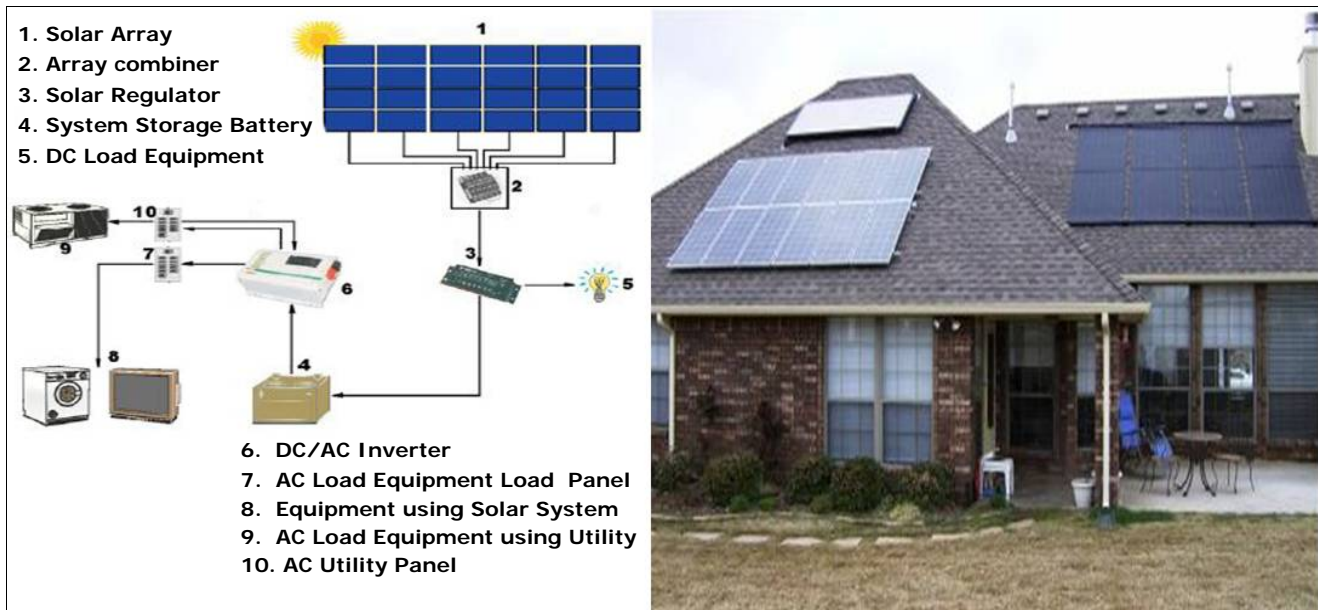 1. Solar Array
2. Array combiner
3. Solar Regulator
4. System Storage Battery
5. DC Load Equipment
1
2
3
5
10
9
7
6
8
4
6. DC/AC Inverter
7. AC Load Equipment Load Panel
8. Equipment using Solar System
9. AC Load Equipment using Utility
10. AC Utility Panel